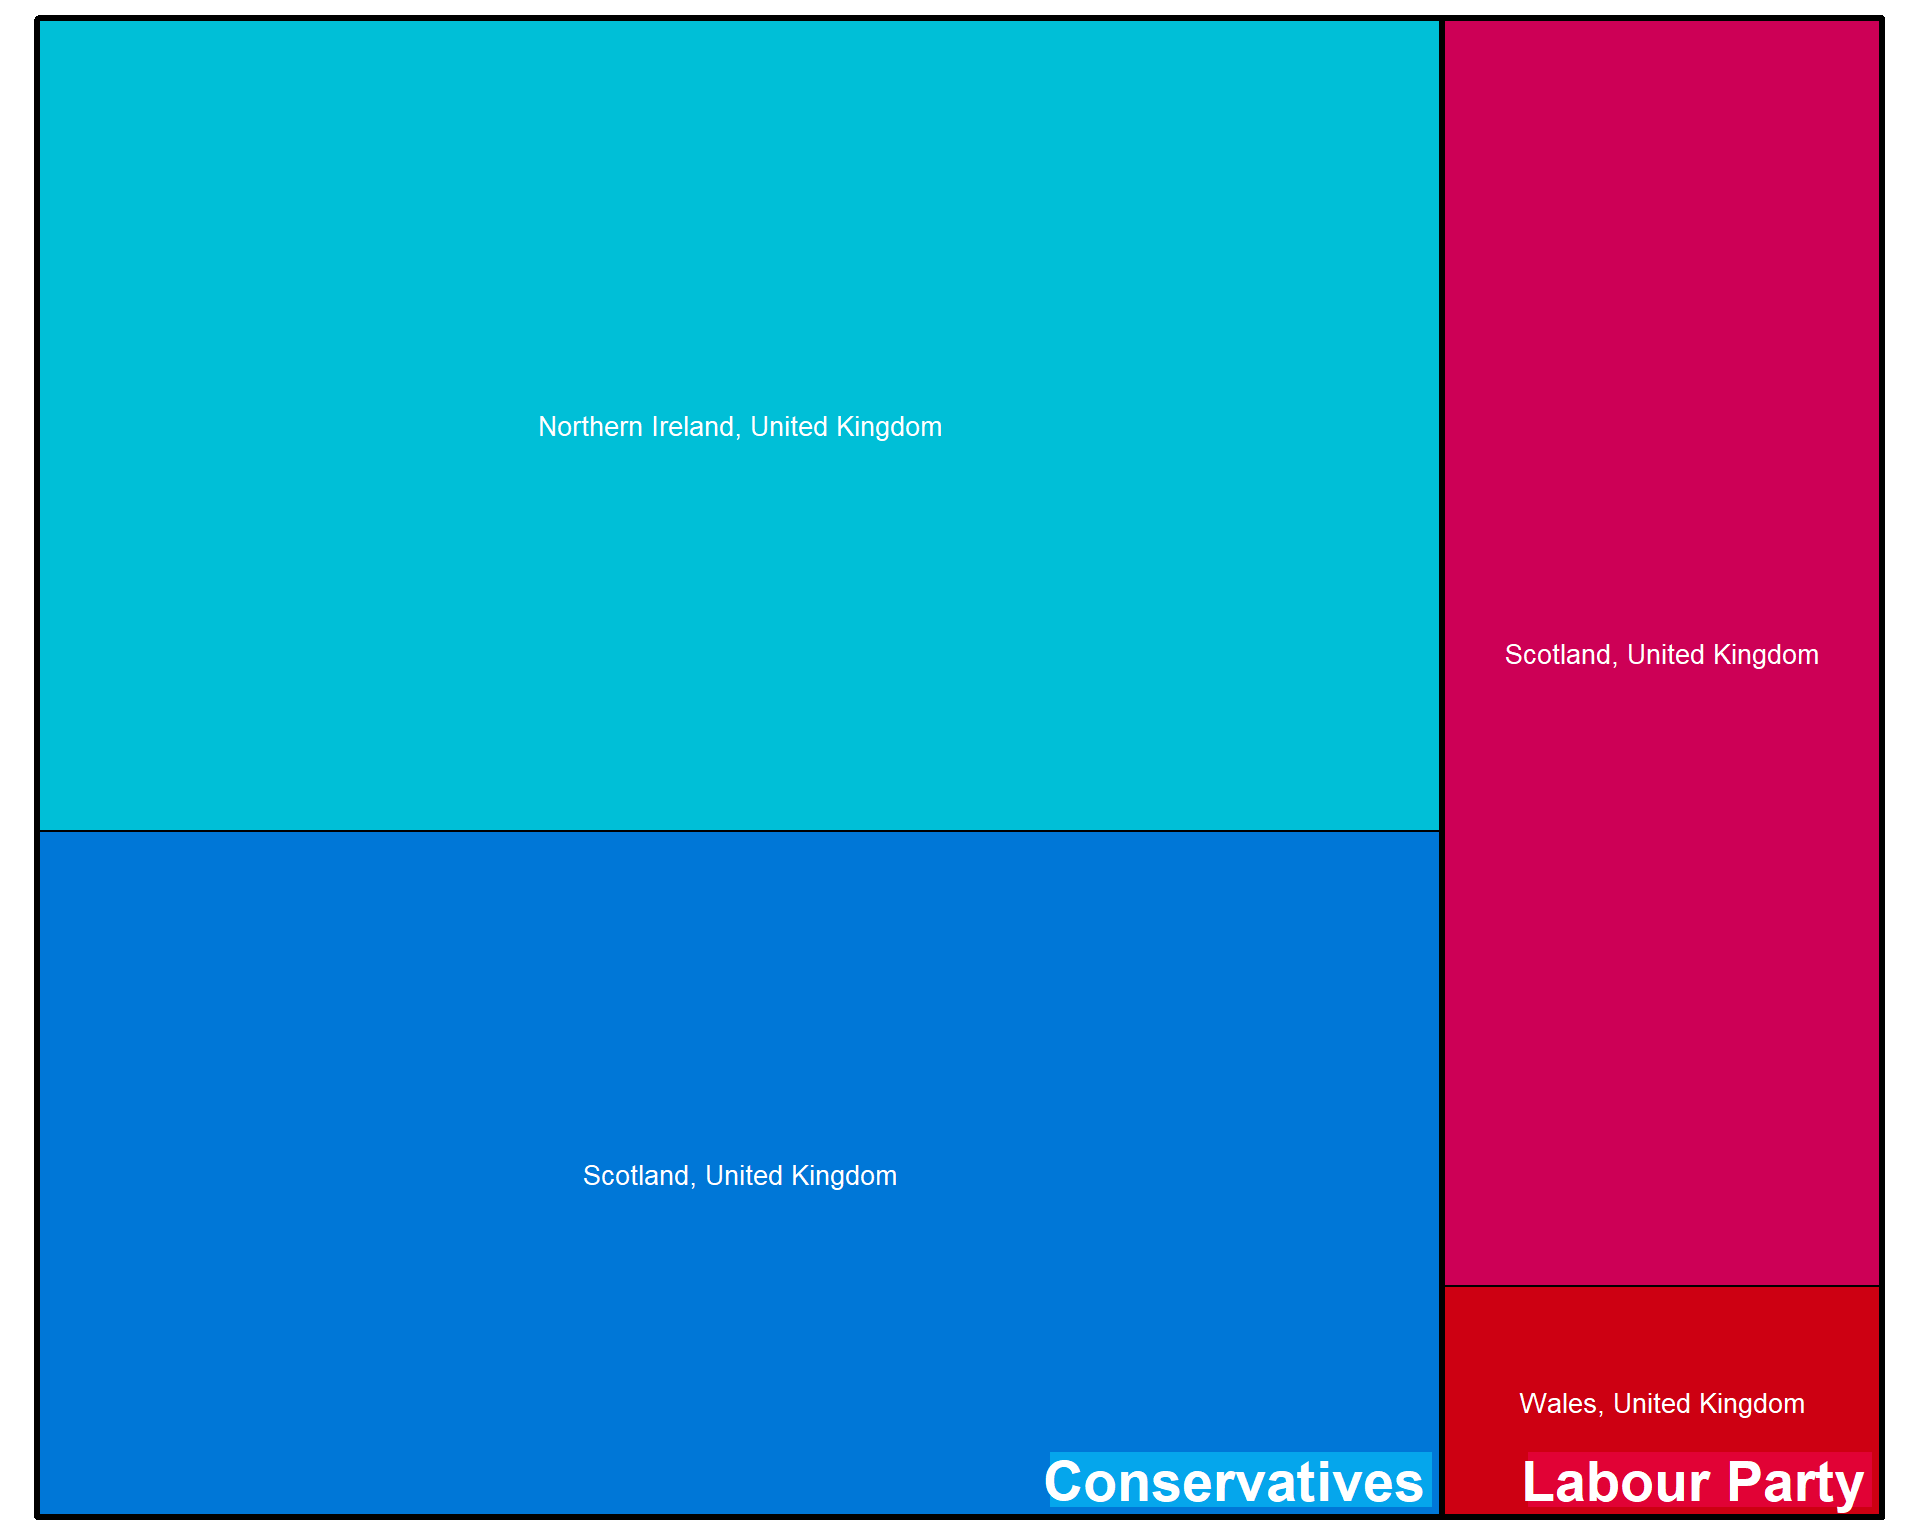 Northern Ireland, United Kingdom
Scotland, United Kingdom
Scotland, United Kingdom
Wales, United Kingdom
Conservatives
Labour Party